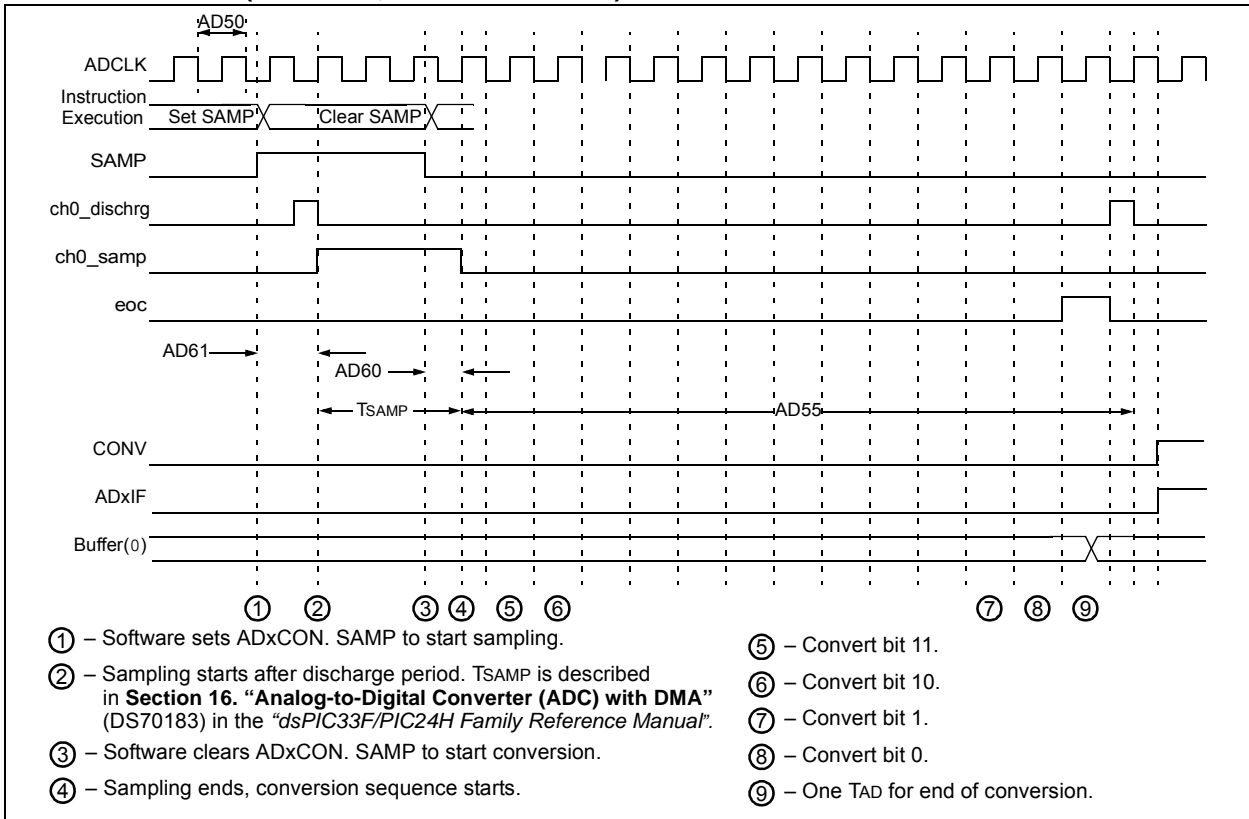 AD50
ADCLK
Instruction
Execution Set SAMP Clear SAMP
SAMP
ch0_dischrg
ch0_samp
eoc
AD61
AD60
TSAMP AD55
CONV
ADxIF
Buffer(0)
1 2 3 4 5 6 7 8 9
1 – Software sets ADxCON. SAMP to start sampling.
2 – Sampling starts after discharge period. TSAMP is described
in Section 16. “Analog-to-Digital Converter (ADC) with DMA”
(DS70183) in the “dsPIC33F/PIC24H Family Reference Manual”.
3 – Software clears ADxCON. SAMP to start conversion.
4 – Sampling ends, conversion sequence starts.
5 – Convert bit 11.
6 – Convert bit 10.
7 – Convert bit 1.
8 – Convert bit 0.
9 – One TAD for end of conversion.